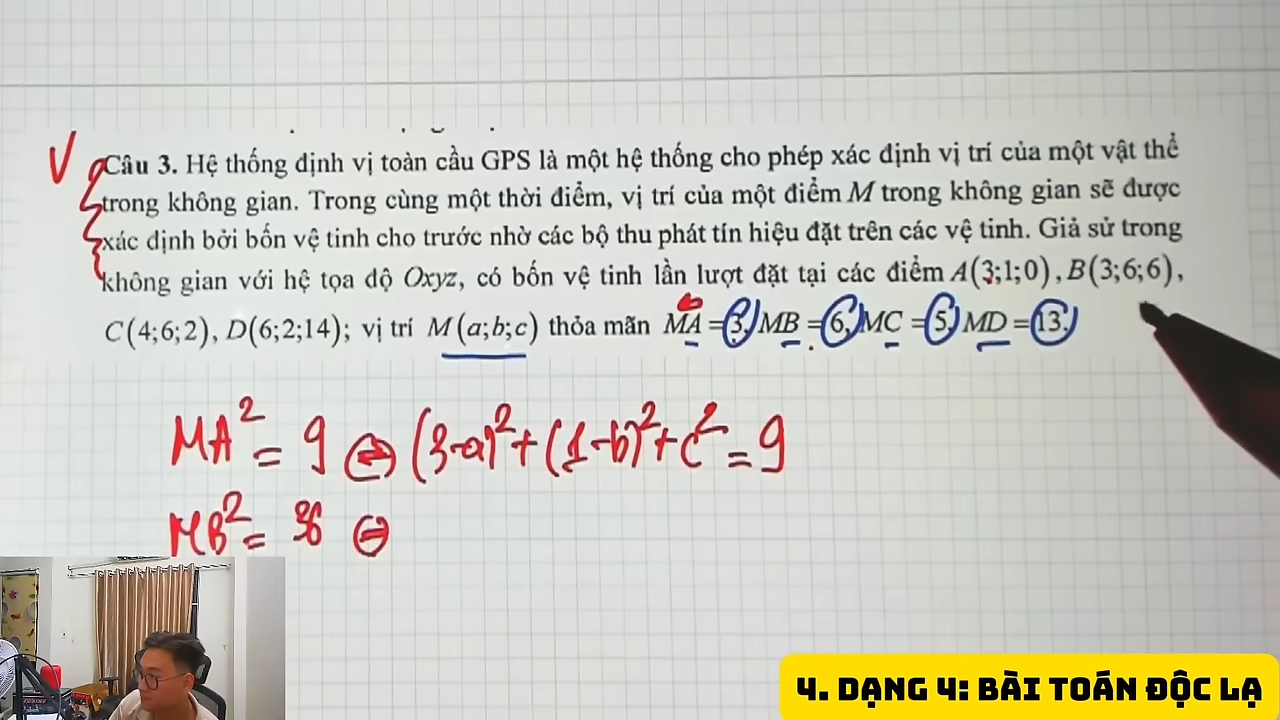 Câu 3. Hệ thống định vị toàn cầu GPS là một hệ thống cho phép xác định vị trí của một vật thể
trong không gian. Trong cùng một thời điểm, vị trí của một điểm M trong không gian sẽ được
xác định bởi bốn vệ tinh cho trước nhờ các bộ thu phát tín hiệu đặt trên các vệ tinh. Giả sử trong
không gian với hệ tọa độ Oxyz, có bốn vệ tinh lần lượt đặt tại các điểm A(3;1;0), B(3;6;6),
C(4;6;2), D(6;2;14); vị trí M(a;b;c) thỏa mãn MA = 3, MB = 6, MC = 5, MD = 13.
MA² = 9 ⇔ (3-a)² + (1-b)² + c² = 9
MB² = 36 ⇔
4. DẠNG 4: BÀI TOÁN ĐỘC LẠ